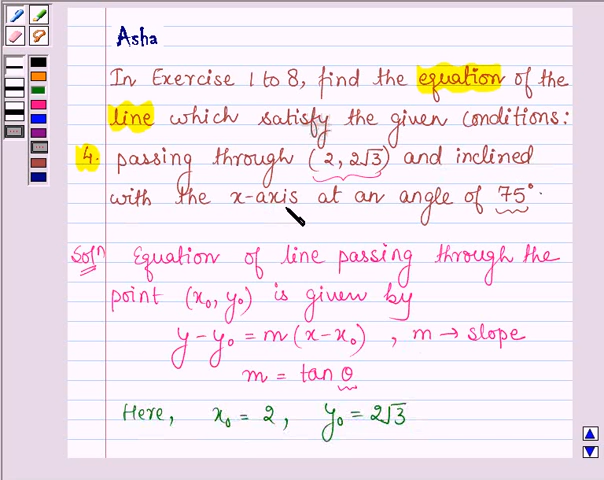 Asha
In Exercise 1 to 8, find the equation of the
line which satisfy the given conditions:
4. passing through (2, 2√3) and inclined
with the x-axis at an angle of 75°.
Solⁿ Equation of line passing through the
point (x₀, y₀) is given by
y - y₀ = m(x - x₀), m → slope
m = tan θ
Here, x₀ = 2, y₀ = 2√3